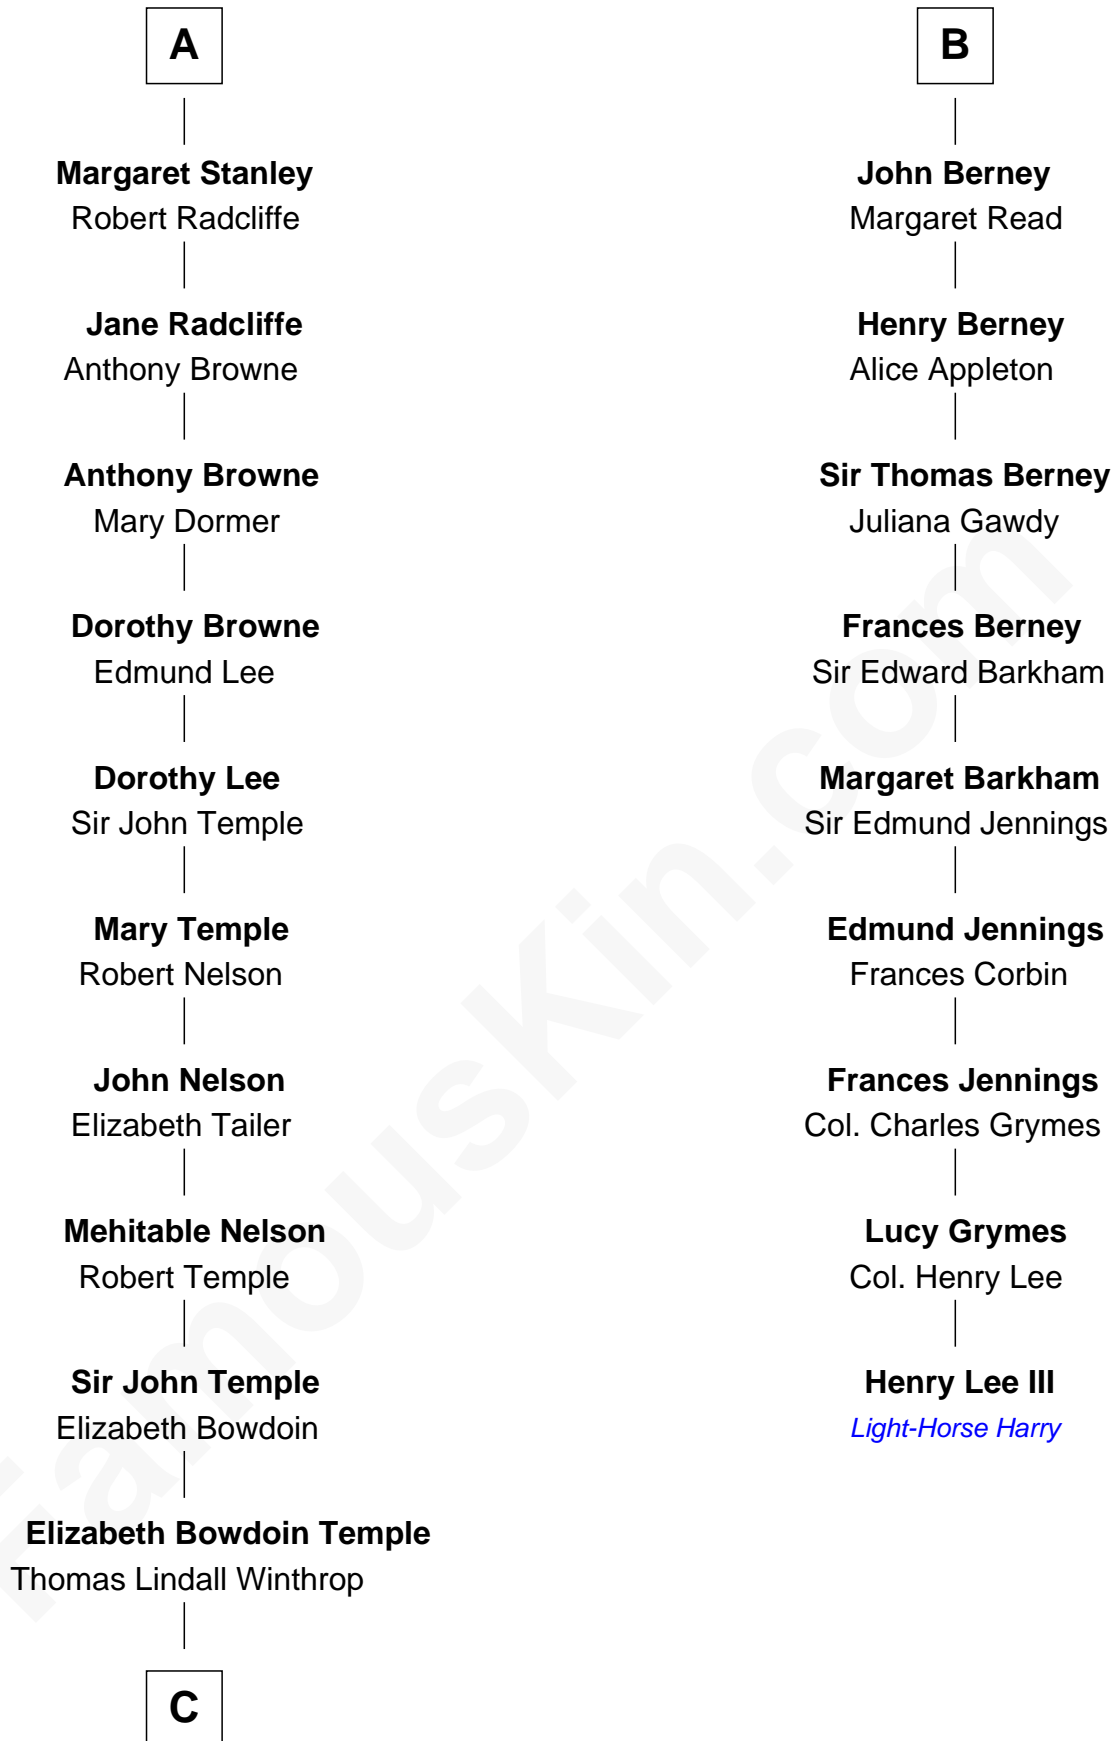 A
Margaret Stanley
Robert Radcliffe
Jane Radcliffe
Anthony Browne
Anthony Browne
Mary Dormer
Dorothy Browne
Edmund Lee
Dorothy Lee
Sir John Temple
Mary Temple
Robert Nelson
John Nelson
Elizabeth Tailer
Mehitable Nelson
Robert Temple
Sir John Temple
Elizabeth Bowdoin
Elizabeth Bowdoin Temple
Thomas Lindall Winthrop
C
B
John Berney
Margaret Read
Henry Berney
Alice Appleton
Sir Thomas Berney
Juliana Gawdy
Frances Berney
Sir Edward Barkham
Margaret Barkham
Sir Edmund Jennings
Edmund Jennings
Frances Corbin
Frances Jennings
Col. Charles Grymes
Lucy Grymes
Col. Henry Lee
Henry Lee III
Light-Horse Harry
FamousKin.com